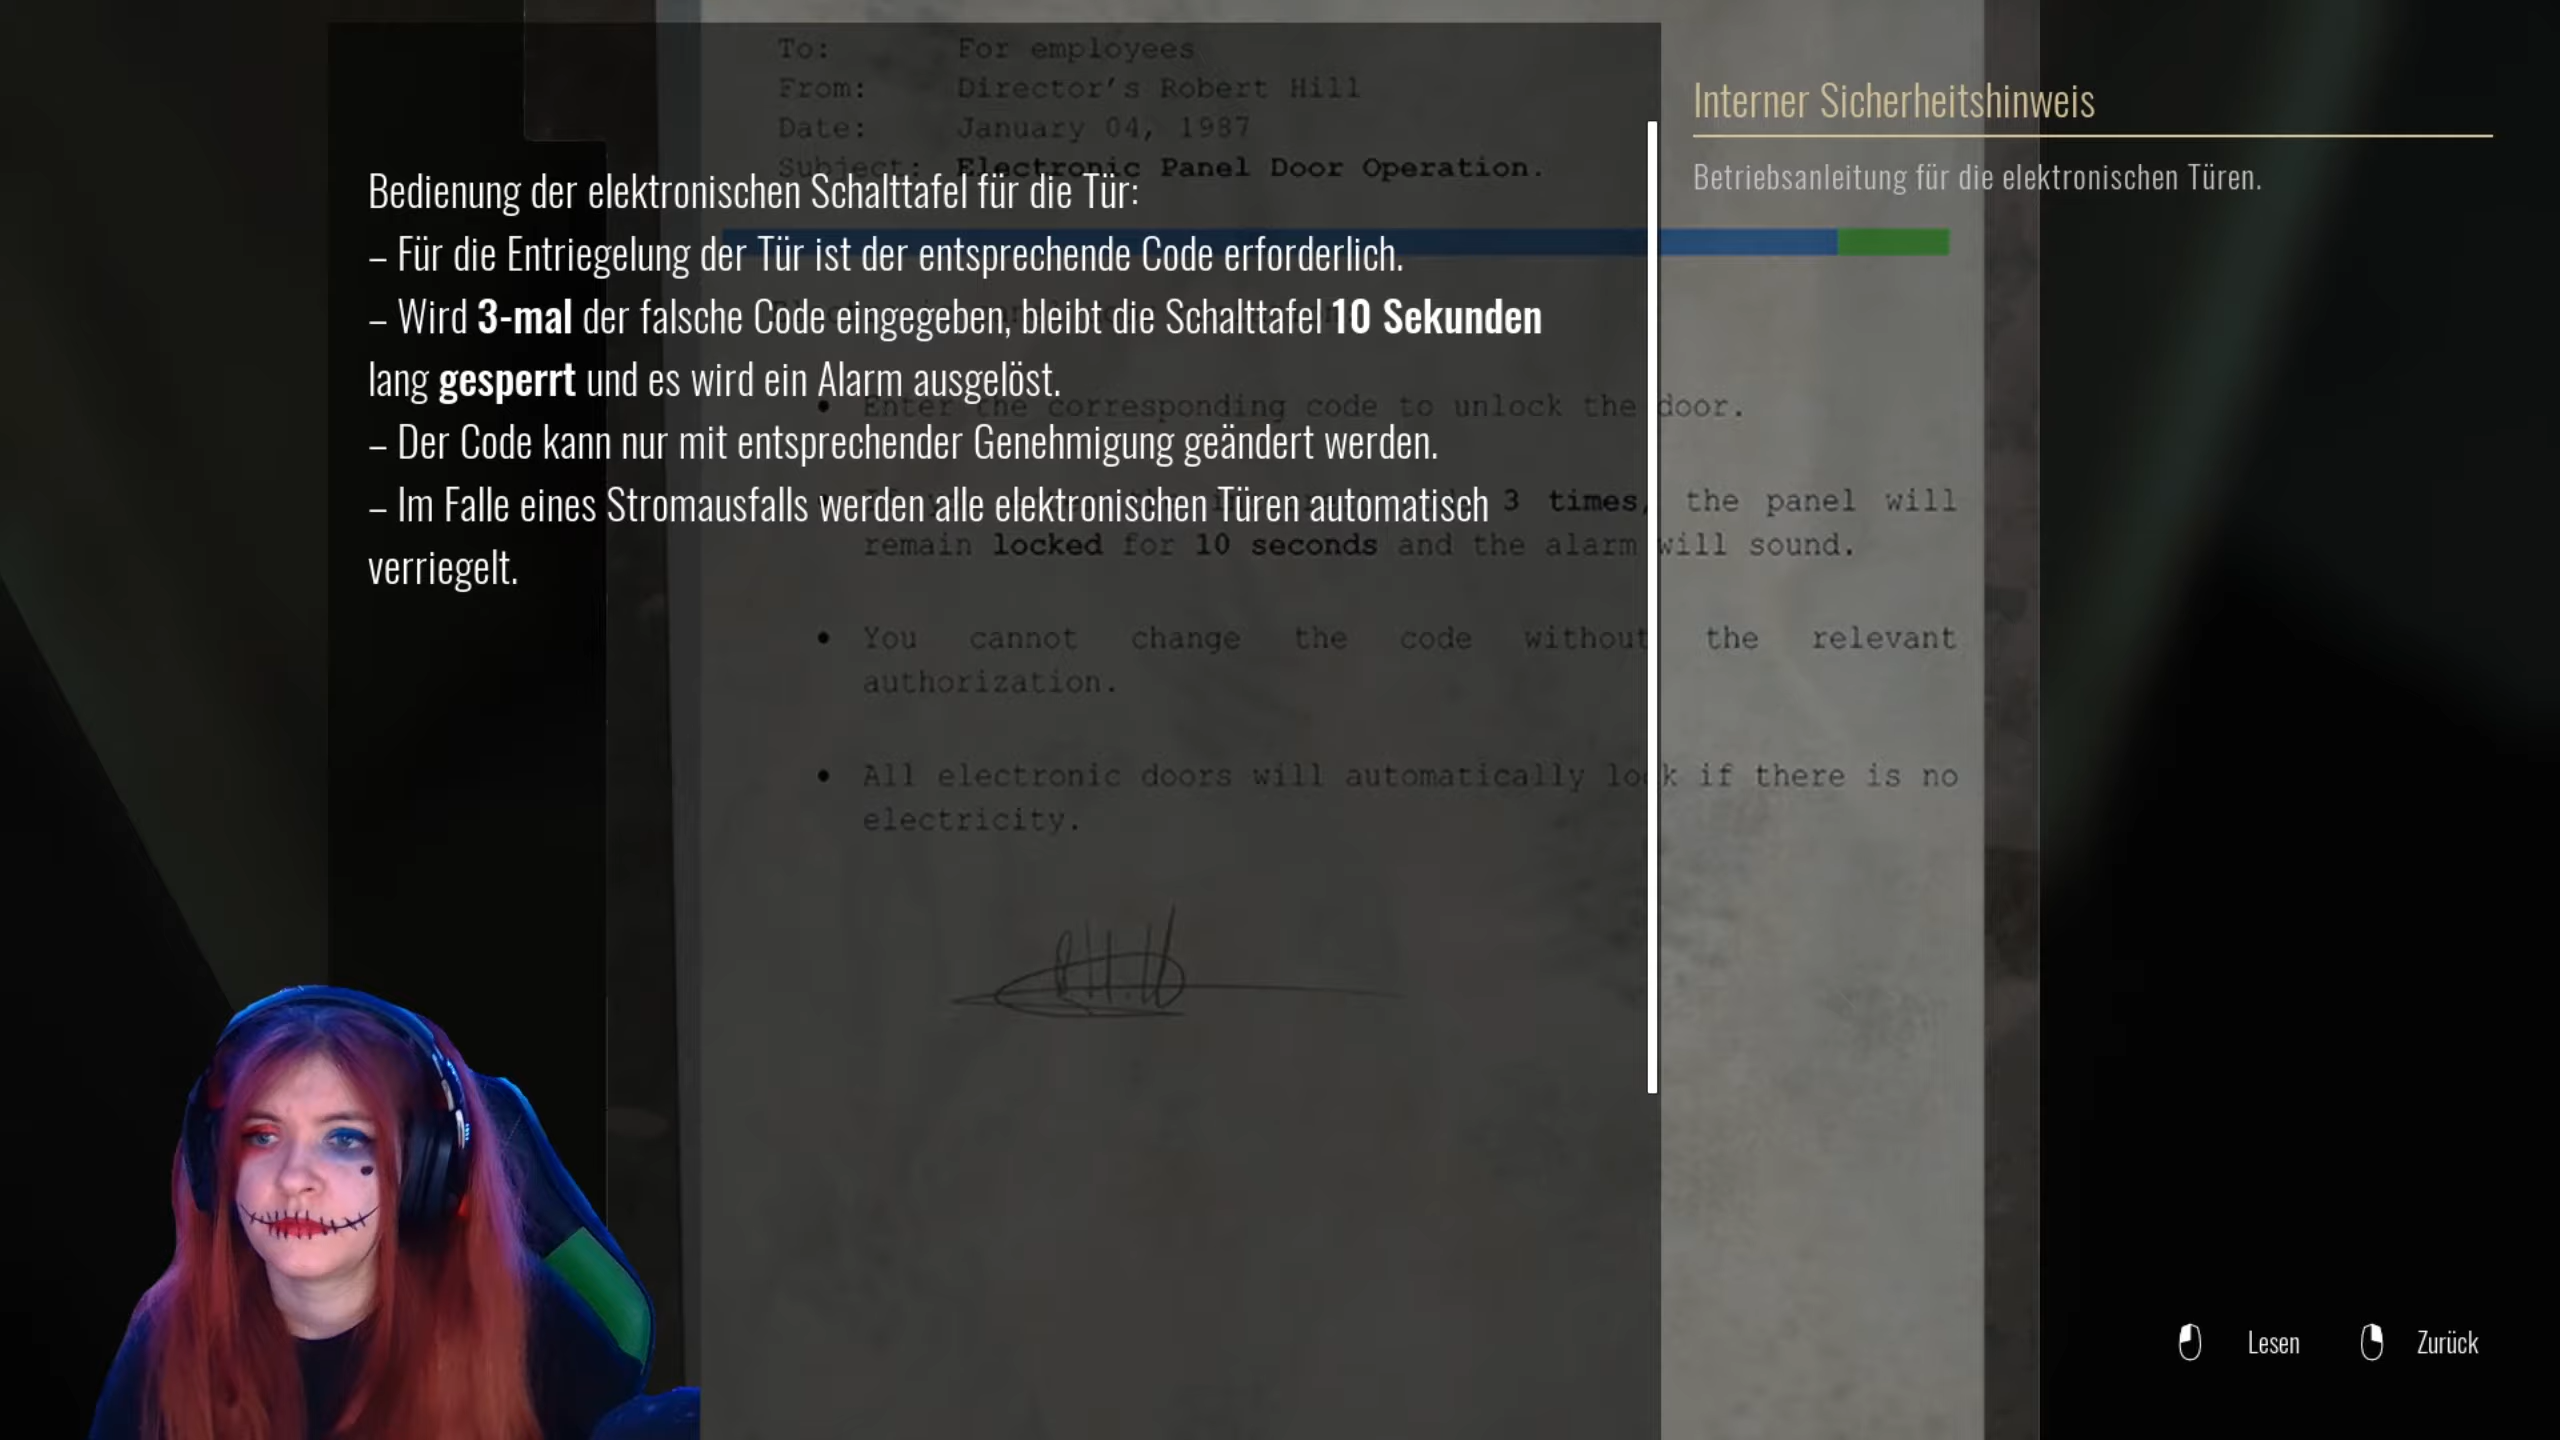 To: For employees
From: Director's Robert Hill
Date: January 04, 1987
Subject: Electronic Panel Door Operation.
Interner Sicherheitshinweis
Betriebsanleitung für die elektronischen Türen.
Bedienung der elektronischen Schalttafel für die Tür:
– Für die Entriegelung der Tür ist der entsprechende Code erforderlich.
– Wird 3-mal der falsche Code eingegeben, bleibt die Schalttafel 10 Sekunden
lang gesperrt und es wird ein Alarm ausgelöst.
– Der Code kann nur mit entsprechender Genehmigung geändert werden.
– Im Falle eines Stromausfalls werden alle elektronischen Türen automatisch
verriegelt.
• Enter the corresponding code to unlock the door.
3 times, the panel will
remain locked for 10 seconds and the alarm will sound.
• You cannot change the code without the relevant
authorization.
• All electronic doors will automatically lock if there is no
electricity.
Lesen Zurück